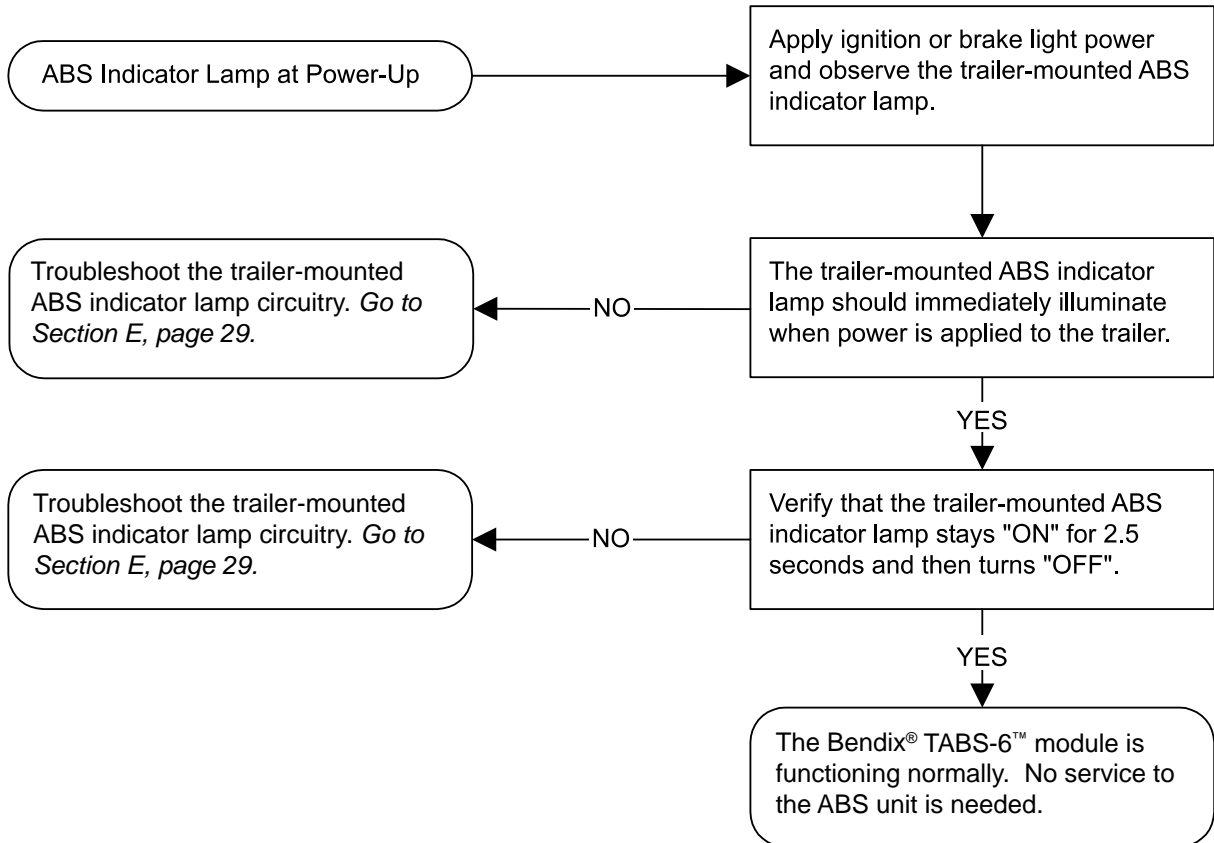 ABS Indicator Lamp at Power-Up
Apply ignition or brake light power
and observe the trailer-mounted ABS
indicator lamp.
Troubleshoot the trailer-mounted
ABS indicator lamp circuitry. Go to
Section E, page 29.
NO
The trailer-mounted ABS indicator
lamp should immediately illuminate
when power is applied to the trailer.
YES
Troubleshoot the trailer-mounted
ABS indicator lamp circuitry. Go to
Section E, page 29.
NO
Verify that the trailer-mounted ABS
indicator lamp stays "ON" for 2.5
seconds and then turns "OFF".
YES
The Bendix® TABS-6™ module is
functioning normally. No service to
the ABS unit is needed.